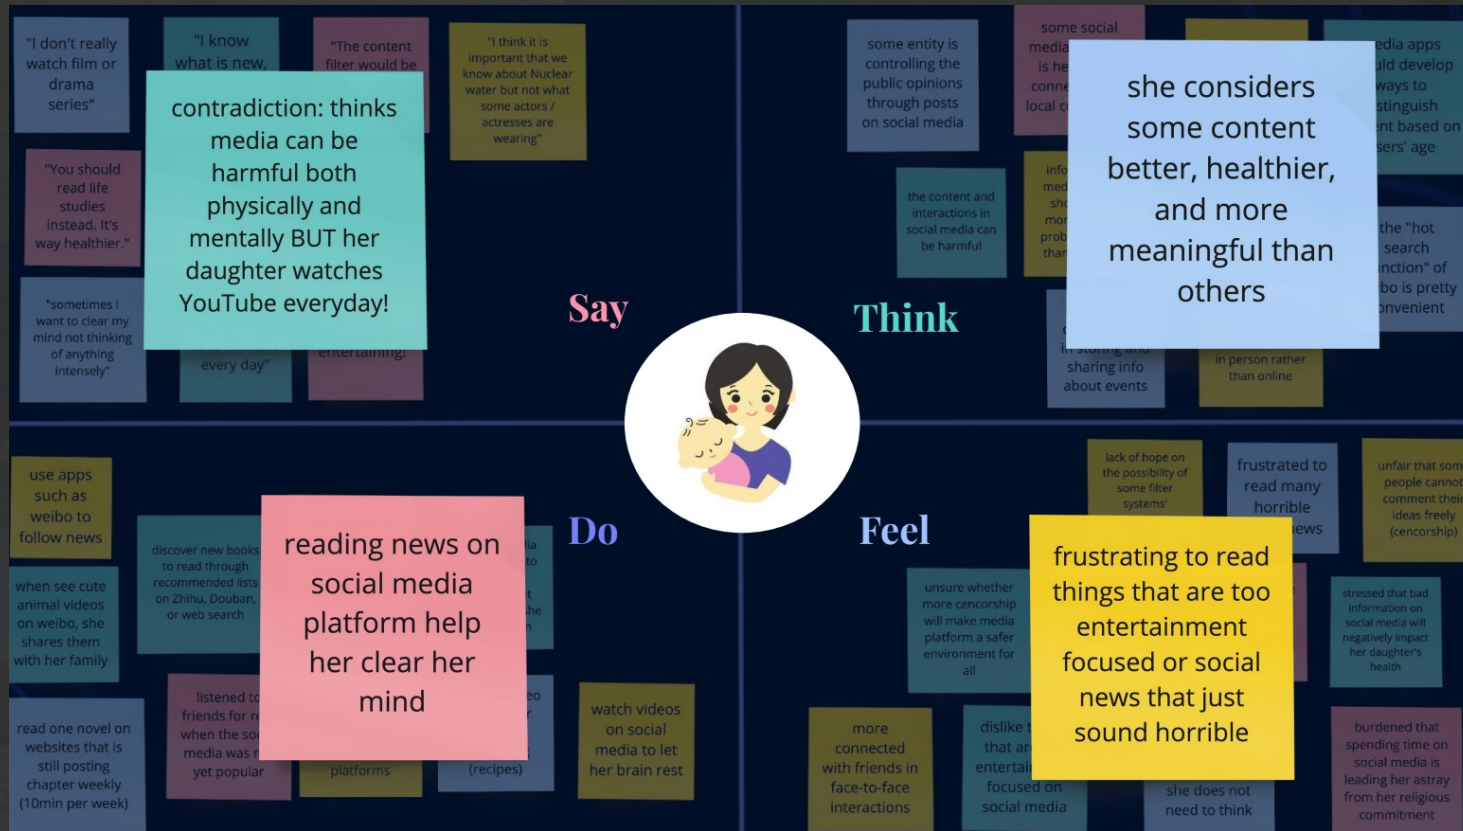 "I don't really
watch film or
drama
series"
"I know
what is new,
"The content
filter would be
"I think it is
important that we
know about Nuclear
water but not what
some actors /
actresses are
wearing"
contradiction: thinks
media can be
harmful both
physically and
mentally BUT her
daughter watches
YouTube everyday!
"You should
read life
studies
instead. It's
way healthier."
"sometimes I
want to clear my
mind not thinking
of anything
intensely"
every day"
entertaining!
Say
some entity is
controlling the
public opinions
through posts
on social media
some social
media
is
local
she considers
some content
better, healthier,
and more
meaningful than
others
apps
develop
ways to
based on
age
the content and
interactions in
social media can
be harmful
the "hot
search
of
is pretty
Think
in storing and
sharing info
about events
in person rather
than online
use apps
such as
weibo to
follow news
when see cute
animal videos
on weibo, she
shares them
with her family
discover new books
to read through
recommended lists
on Zhihu, Douban,
or web search
reading news on
social media
platform help
her clear her
mind
to
Do
read one novel on
websites that is
still posting
chapter weekly
(10min per week)
listened to
friends for
when the
media was
yet popular
platforms
(recipes)
watch videos
on social
media to let
her brain rest
Feel
lack of hope on
the possibility of
some filter
systems'
frustrated to
read many
horrible
news
unfair that some
people cannot
comment their
ideas freely
(cencorship)
unsure whether
more cencorship
will make media
platform a safer
environment for
all
frustrating to read
things that are too
entertainment
focused or social
news that just
sound horrible
stressed that bad
information on
social media will
negatively impact
her daughter's
health
more
connected
with friends in
face-to-face
interactions
dislike
that
focused on
social media
she does not
need to think
burdened that
spending time on
social media is
leading her astray
from her religious
commitment